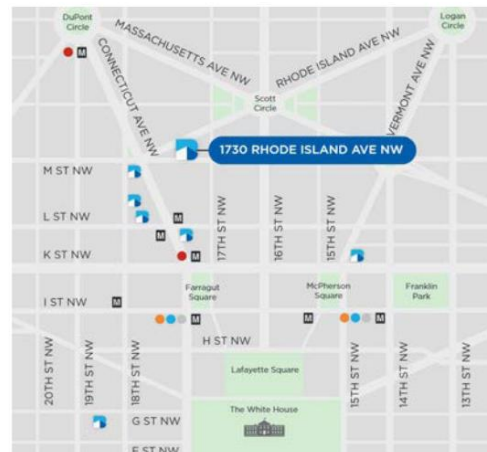 DuPont
Circle
Logan
Circle
MASSACHUSETTS AVE NW
RHODE ISLAND AVE NW
CONNECTICUT AVE NW
VERMONT AVE NW
Scott
Circle
M
1730 RHODE ISLAND AVE NW
M ST NW
L ST NW
M
M
K ST NW
M
17TH ST NW
16TH ST NW
15TH ST NW
Farragut
Square
McPherson
Square
Franklin
Park
I ST NW
M
M
M
M
H ST NW
20TH ST NW
19TH ST NW
18TH ST NW
15TH ST NW
14TH ST NW
13TH ST NW
Lafayette Square
The White House
G ST NW
F ST NW